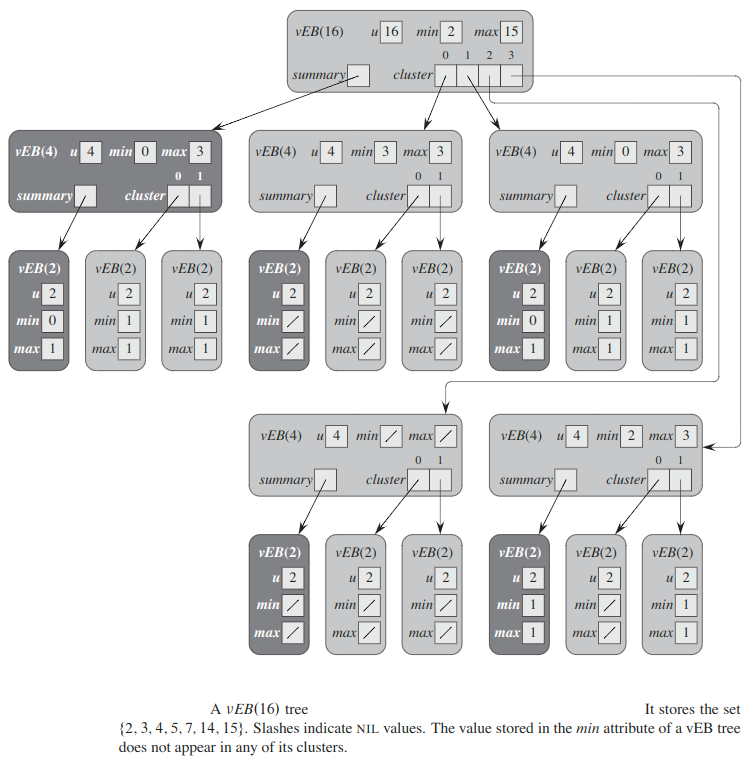 vEB(16) u 16 min 2 max 15
0 1 2 3
summary cluster
vEB(4) u 4 min 0 max 3 vEB(4) u 4 min 3 max 3 vEB(4) u 4 min 0 max 3
0 1 0 1 0 1
summary cluster summary cluster summary cluster
vEB(2) vEB(2) vEB(2) vEB(2) vEB(2) vEB(2) vEB(2) vEB(2) vEB(2)
u 2 u 2 u 2 u 2 u 2 u 2 u 2 u 2 u 2
min 0 min 1 min 1 min / min / min / min 0 min 1 min 1
max 1 max 1 max 1 max / max / max / max 1 max 1 max 1
vEB(4) u 4 min / max / vEB(4) u 4 min 2 max 3
0 1 0 1
summary cluster summary cluster
vEB(2) vEB(2) vEB(2) vEB(2) vEB(2) vEB(2)
u 2 u 2 u 2 u 2 u 2 u 2
min / min / min / min 1 min / min 1
max / max / max / max 1 max / max 1
A vEB(16) tree It stores the set
{2, 3, 4, 5, 7, 14, 15}. Slashes indicate NIL values. The value stored in the min attribute of a vEB tree
does not appear in any of its clusters.